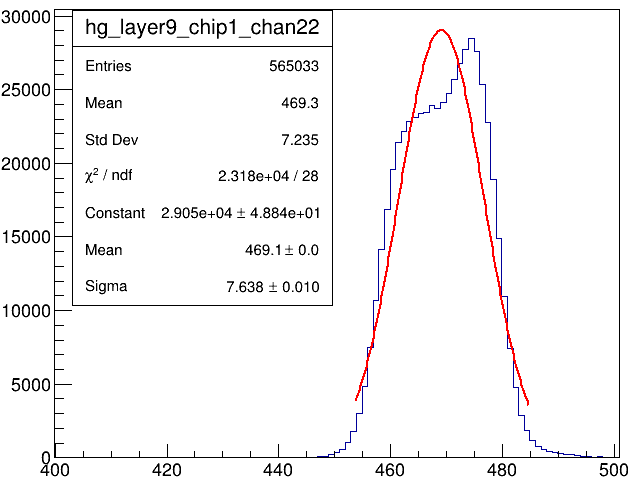 hg_layer9_chip1_chan22
Entries 565033
Mean 469.3
Std Dev 7.235
χ² / ndf 2.318e+04 / 28
Constant 2.905e+04 ± 4.884e+01
Mean 469.1 ± 0.0
Sigma 7.638 ± 0.010
30000
25000
20000
15000
10000
5000
0
400 420 440 460 480 500